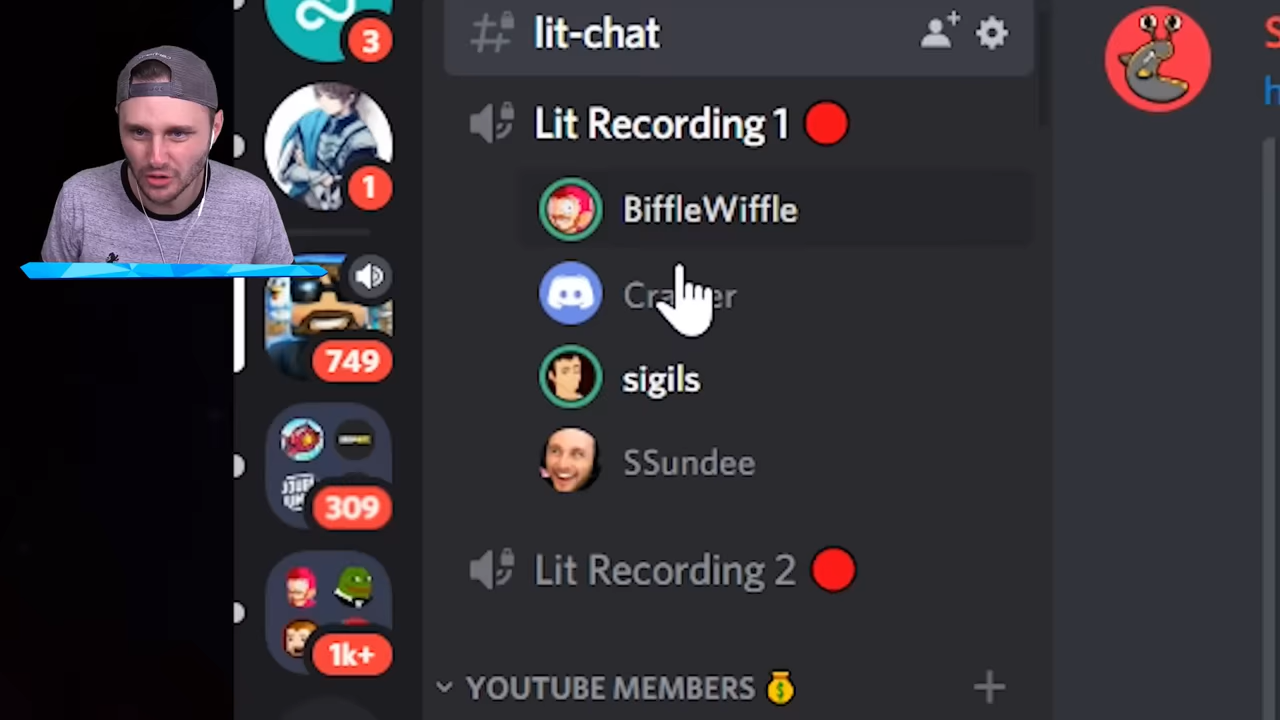 3
lit-chat
1
Lit Recording 1
BiffleWiffle
749
sigils
SSundee
309
Lit Recording 2
1k+
YOUTUBE MEMBERS